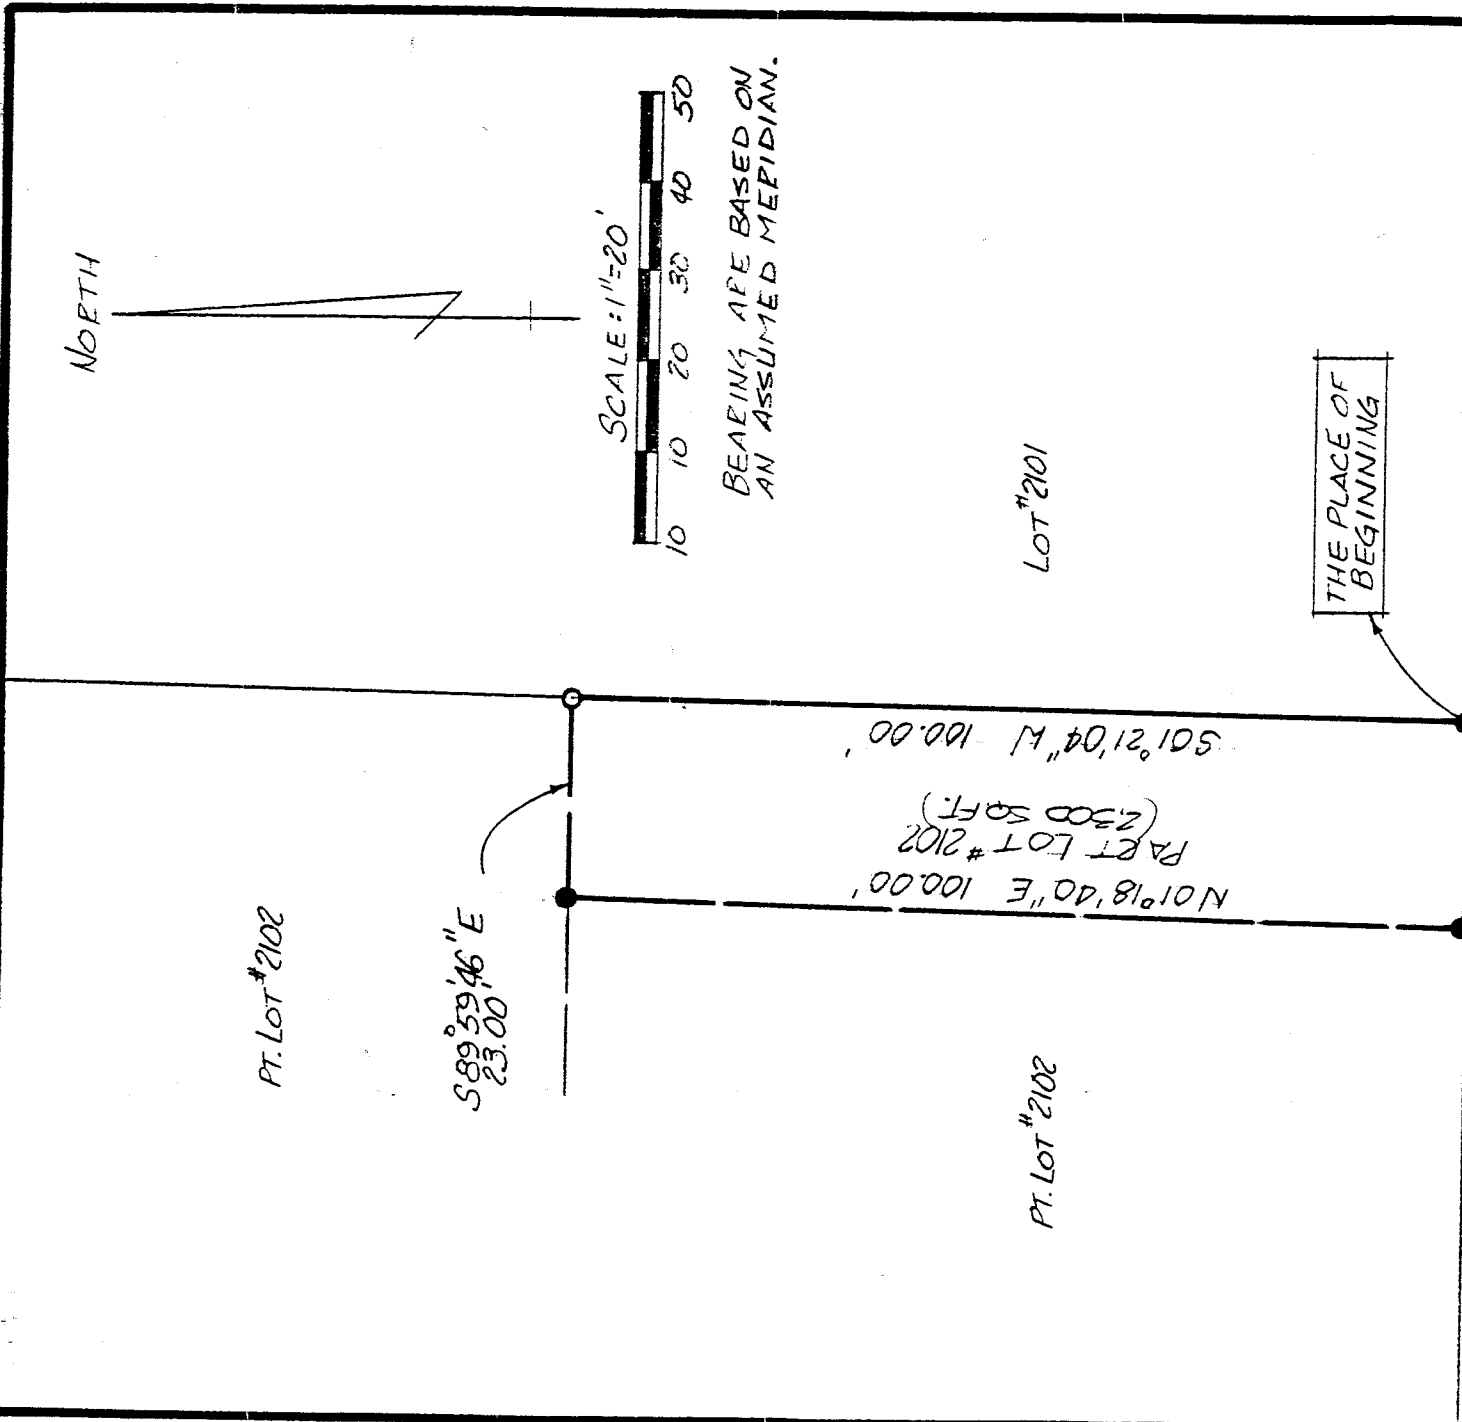 NORTH
SCALE : 1"=20'
10 10 20 30 40 50
BEARING ARE BASED ON
AN ASSUMED MERIDIAN.
LOT #2101
THE PLACE OF
BEGINNING
PT. LOT #2102
S89°59'46"E
23.00'
S01°21'04"W 100.00'
PART LOT #2102
(2,300 SQ FT.)
N01°18'40"E 100.00'
PT. LOT #2102